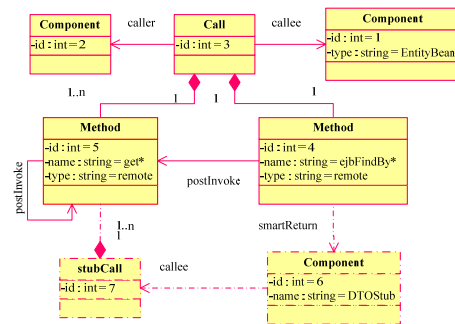 Component
-id: int=2
caller
Call
-id: int=3
callee
Component
-id: int= 1
-type: string= EntityBean
1..n
1
1
1
Method
-id: int=5
-name: string= get*
-type: string= remote
postInvoke
postInvoke
Method
-id: int=4
-name: string= ejbFindBy*
-type: string= remote
1..n
1
smartReturn
stubCall
-id: int=7
callee
Component
-id: int=6
-name: string= DTOStub